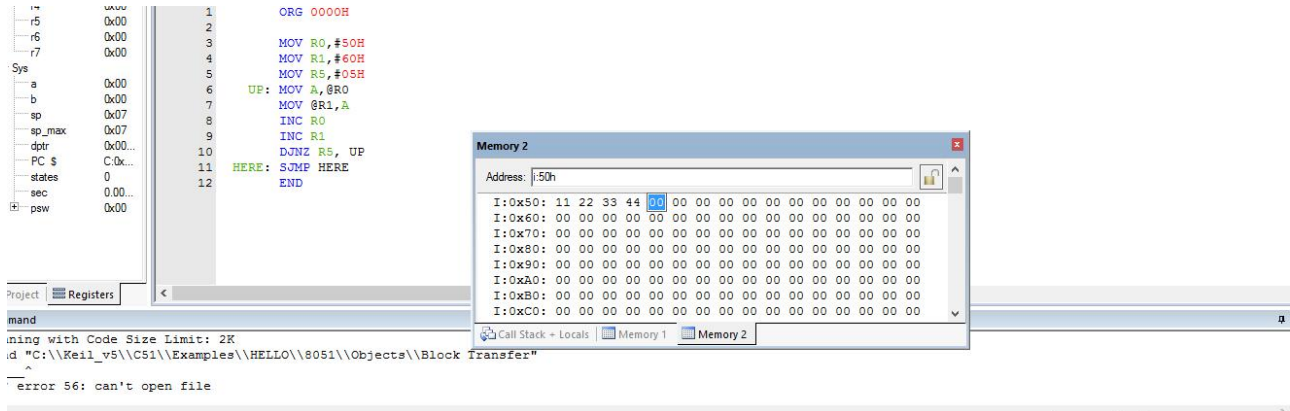 r4 0x00
r5 0x00
r6 0x00
r7 0x00
Sys
a 0x00
b 0x00
sp 0x07
sp_max 0x07
dptr 0x00...
PC $ C:0x...
states 0
sec 0.00...
psw 0x00
Project Registers
1 ORG 0000H
2
3 MOV R0,#50H
4 MOV R1,#60H
5 MOV R5,#05H
6 UP: MOV A,@R0
7 MOV @R1,A
8 INC R0
9 INC R1
10 DJNZ R5, UP
11 HERE: SJMP HERE
12 END
Memory 2
Address: i:50h
I:0x50: 11 22 33 44 00 00 00 00 00 00 00 00 00 00 00 00
I:0x60: 00 00 00 00 00 00 00 00 00 00 00 00 00 00 00 00
I:0x70: 00 00 00 00 00 00 00 00 00 00 00 00 00 00 00 00
I:0x80: 00 00 00 00 00 00 00 00 00 00 00 00 00 00 00 00
I:0x90: 00 00 00 00 00 00 00 00 00 00 00 00 00 00 00 00
I:0xA0: 00 00 00 00 00 00 00 00 00 00 00 00 00 00 00 00
I:0xB0: 00 00 00 00 00 00 00 00 00 00 00 00 00 00 00 00
I:0xC0: 00 00 00 00 00 00 00 00 00 00 00 00 00 00 00 00
Call Stack + Locals Memory 1 Memory 2
mand
ning with Code Size Limit: 2K
d "C:\\Keil_v5\\C51\\Examples\\HELLO\\8051\\Objects\\Block Transfer"
^
error 56: can't open file